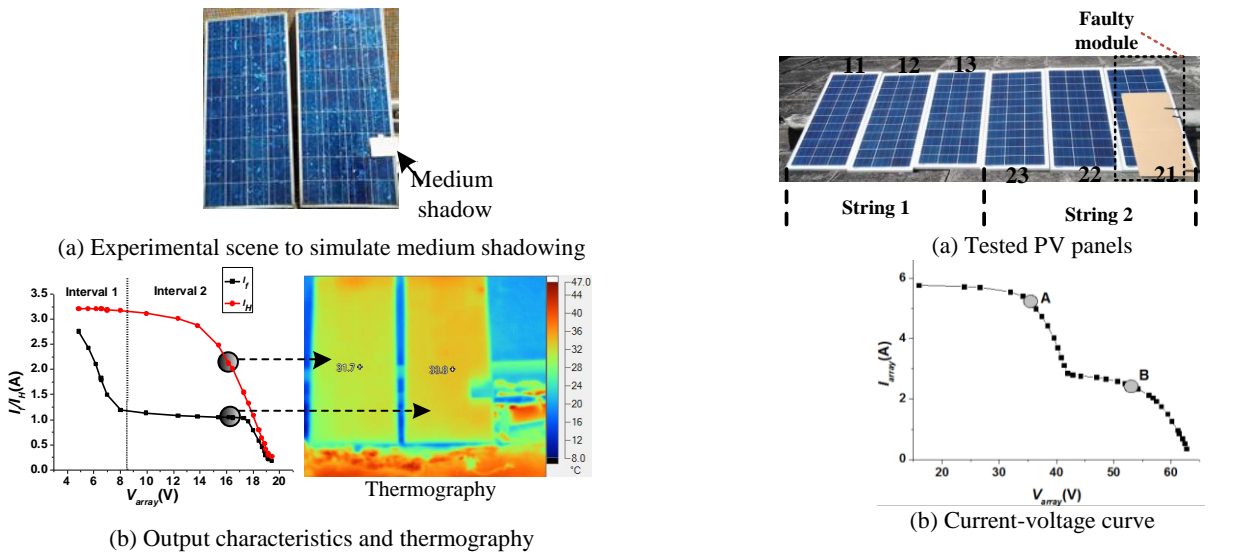 Medium
shadow
(a) Experimental scene to simulate medium shadowing
Interval 1 Interval 2
I_f
I_H
3.5
3.0
2.5
2.0
1.5
1.0
0.5
0.0
I_f/I_H(A)
4 6 8 10 12 14 16 18 20
V_array(V)
31.7
33.8
47.0
40
36
32
28
24
20
16
12
8.0
°C
Thermography
(b) Output characteristics and thermography
Faulty
module
11 12 13
23 22 21
String 1 String 2
(a) Tested PV panels
6
4
2
0
I_array(A)
A
B
20 30 40 50 60
V_array(V)
(b) Current-voltage curve